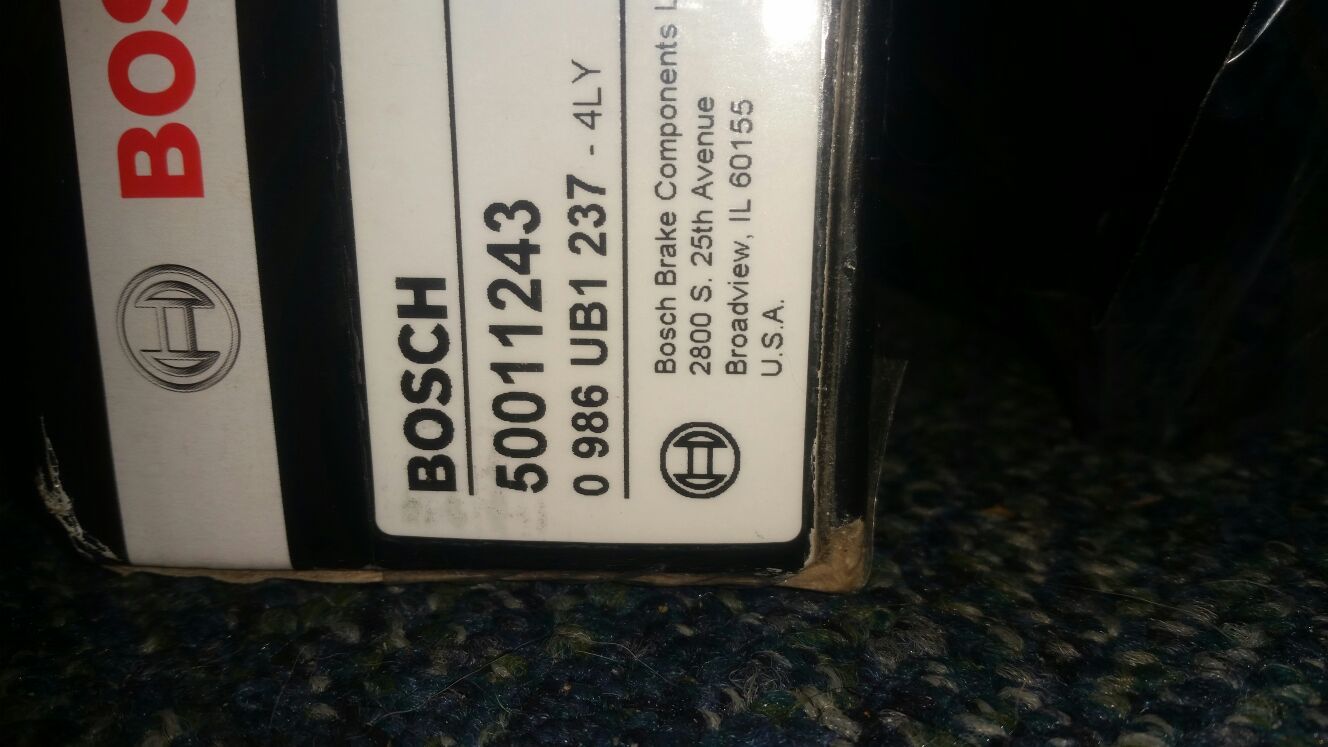 BOS
BOSCH
50011243
0 986 UB1 237 - 4LY
Bosch Brake Components L
2800 S. 25th Avenue
Broadview, IL 60155
U.S.A.